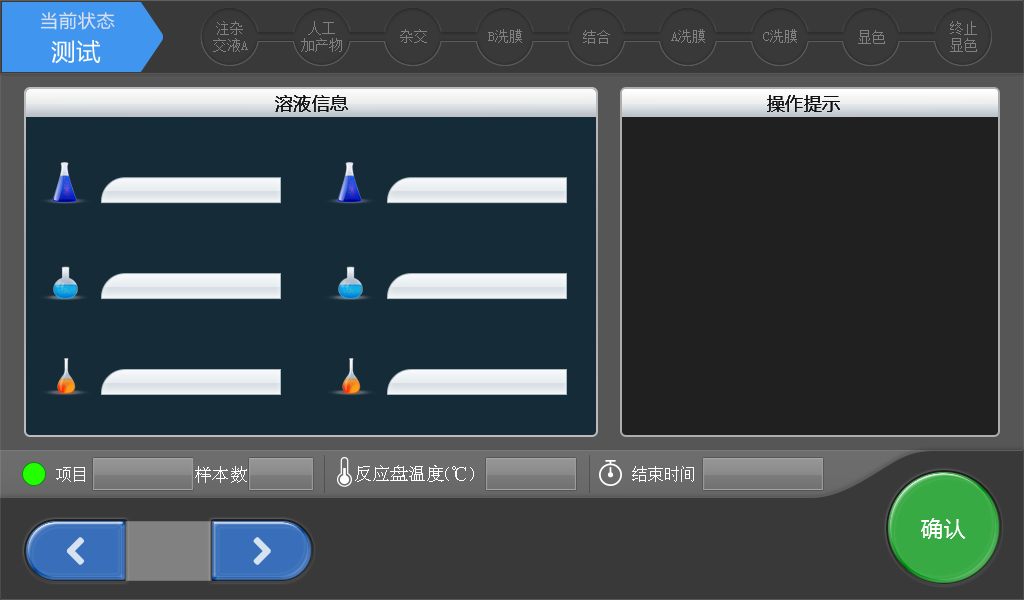 当前状态
测试
注杂
交液A
人工
加产物
杂交
B洗膜
结合
A洗膜
C洗膜
显色
终止
显色
溶液信息
操作提示
项目
样本数
反应盘温度(℃)
结束时间
确认